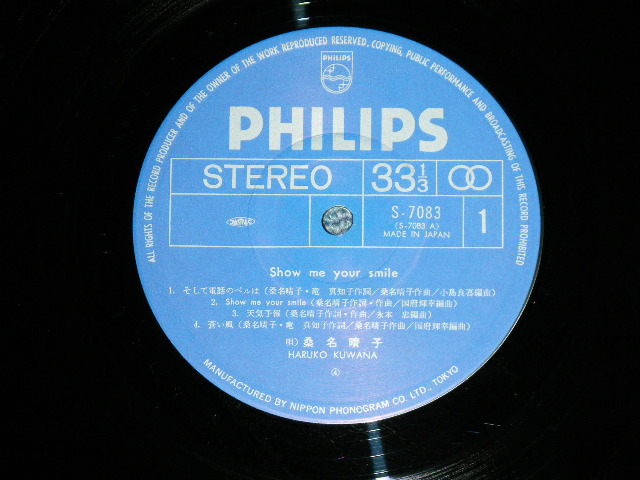 ALL RIGHTS OF THE RECORD PRODUCER AND OF THE OWNER OF THE WORK REPRODUCED RESERVED, COPYING, PUBLIC PERFORMANCE AND BROADCASTING OF THIS RECORD PROHIBITED
PHILIPS
PHILIPS
STEREO
33 1/3
S-7083
(S-7083 A)
MADE IN JAPAN
1
Show me your smile
1. そして電話のベルは (桑名晴子・竜 真知子作詞／桑名晴子作曲／小島良喜編曲)
2. Show me your smile (桑名晴子作詞・作曲／国府輝幸編曲)
3. 天気予報 (桑名晴子作詞・作曲／永本 忠編曲)
4. 蒼い風 (桑名晴子・竜 真知子作詞／桑名晴子作曲／国府輝幸編曲)
唄) 桑名晴子
HARUKO KUWANA
④
MANUFACTURED BY NIPPON PHONOGRAM CO. LTD., TOKYO